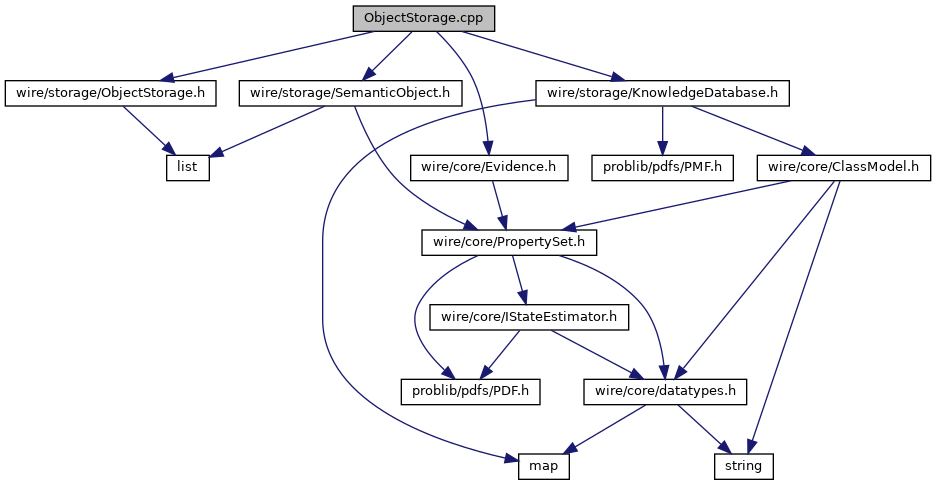 ObjectStorage.cpp
wire/storage/ObjectStorage.h
wire/storage/SemanticObject.h
wire/storage/KnowledgeDatabase.h
list
wire/core/Evidence.h
problib/pdfs/PMF.h
wire/core/ClassModel.h
wire/core/PropertySet.h
wire/core/IStateEstimator.h
problib/pdfs/PDF.h
wire/core/datatypes.h
map
string